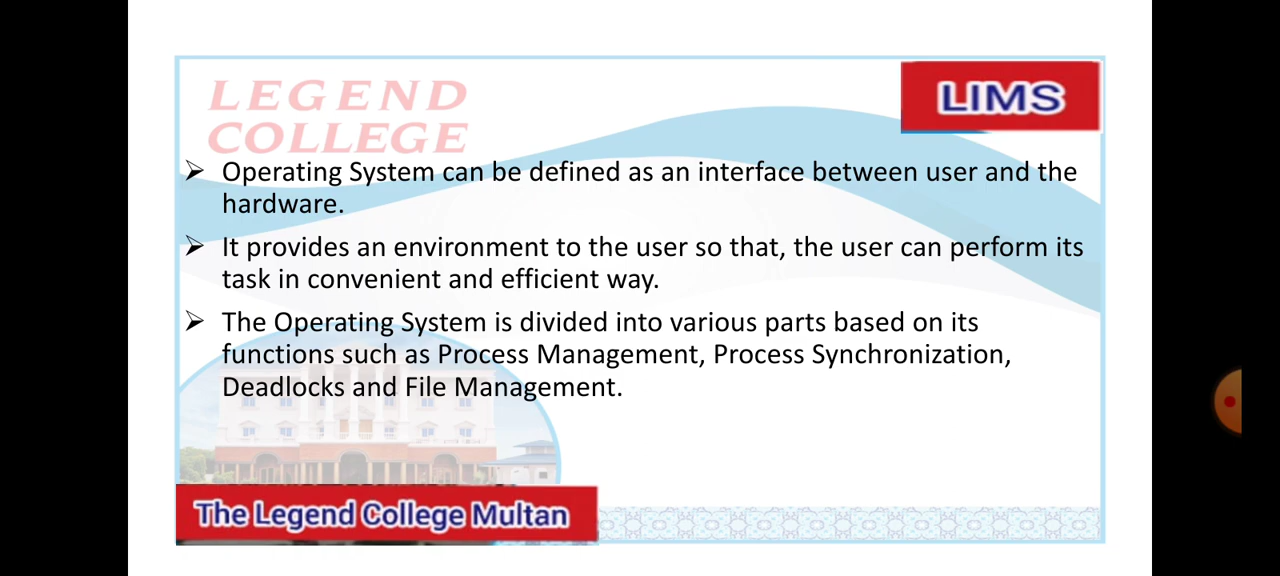 LEGEND
COLLEGE
LIMS
➢ Operating System can be defined as an interface between user and the
hardware.
➢ It provides an environment to the user so that, the user can perform its
task in convenient and efficient way.
➢ The Operating System is divided into various parts based on its
functions such as Process Management, Process Synchronization,
Deadlocks and File Management.
The Legend College Multan